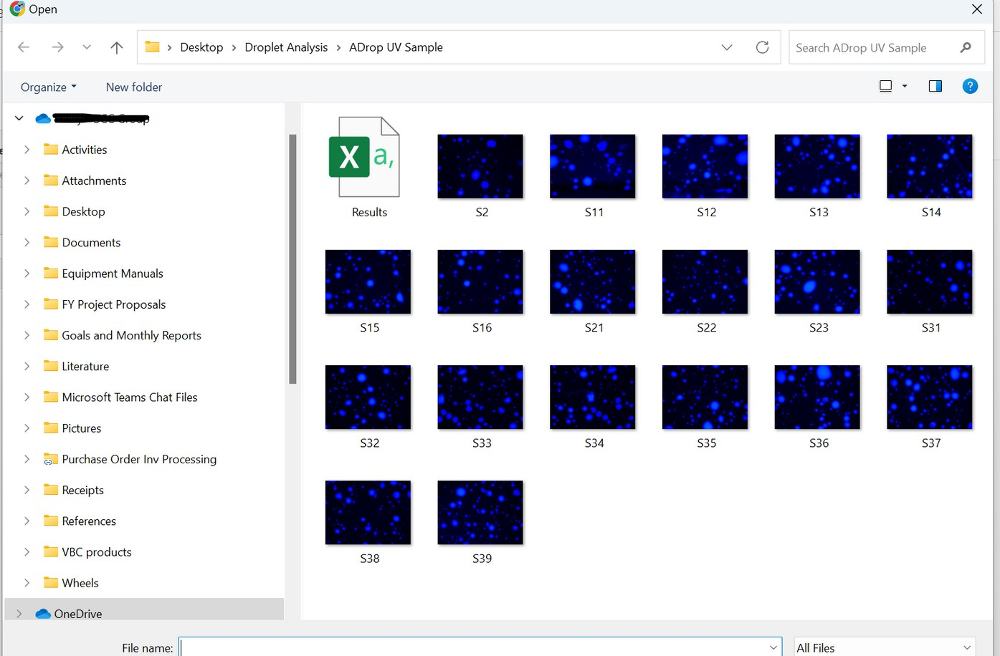 Open
Desktop > Droplet Analysis > ADrop UV Sample
Search ADrop UV Sample
Organize
New folder
Activities
Attachments
Desktop
Documents
Equipment Manuals
FY Project Proposals
Goals and Monthly Reports
Literature
Microsoft Teams Chat Files
Pictures
Purchase Order Inv Processing
Receipts
References
VBC products
Wheels
OneDrive
X a,
Results
S2
S11
S12
S13
S14
S15
S16
S21
S22
S23
S31
S32
S33
S34
S35
S36
S37
S38
S39
File name:
All Files